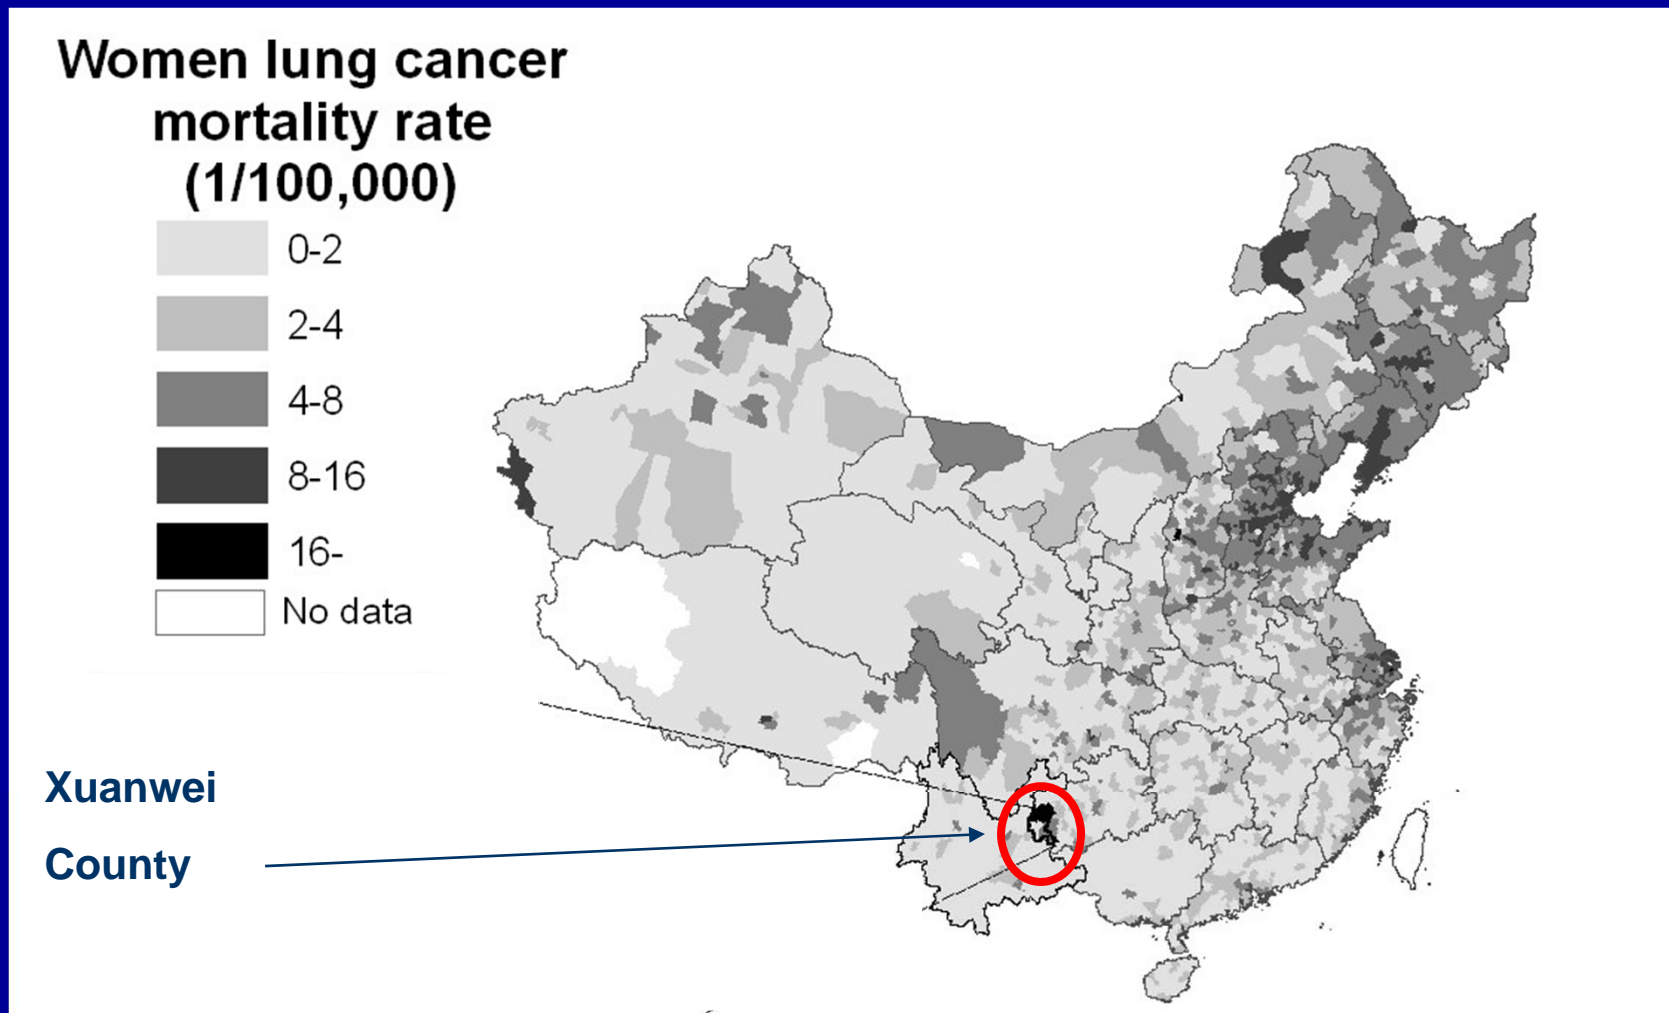 Women lung cancer
mortality rate
(1/100,000)
0-2
2-4
4-8
8-16
16-
No data
Xuanwei
County